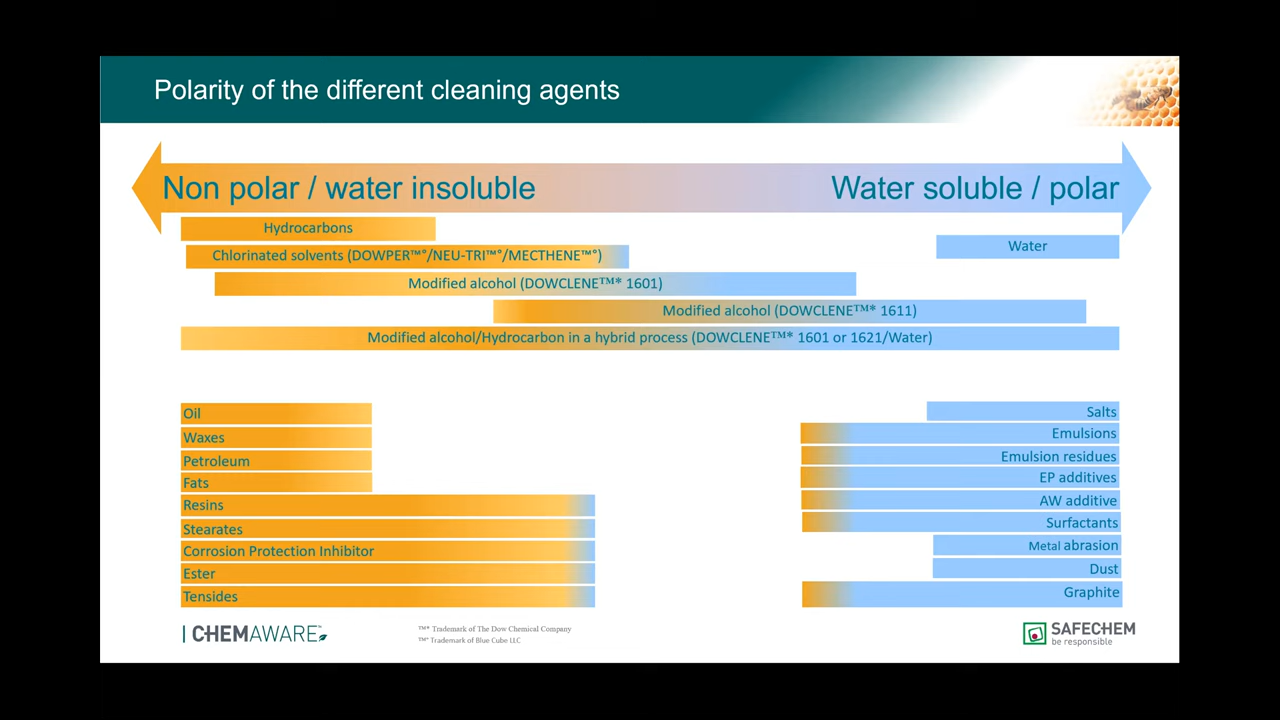 Polarity of the different cleaning agents
Non polar / water insoluble
Water soluble / polar
Hydrocarbons
Water
Chlorinated solvents (DOWPER™°/NEU-TRI™°/MECTHENE™°)
Modified alcohol (DOWCLENE™* 1601)
Modified alcohol (DOWCLENE™* 1611)
Modified alcohol/Hydrocarbon in a hybrid process (DOWCLENE™* 1601 or 1621/Water)
Oil
Waxes
Petroleum
Fats
Resins
Stearates
Corrosion Protection Inhibitor
Ester
Tensides
Salts
Emulsions
Emulsion residues
EP additives
AW additive
Surfactants
Metal abrasion
Dust
Graphite
CHEMAWARE™
™* Trademark of The Dow Chemical Company
™° Trademark of Blue Cube LLC
SAFECHEM
be responsible